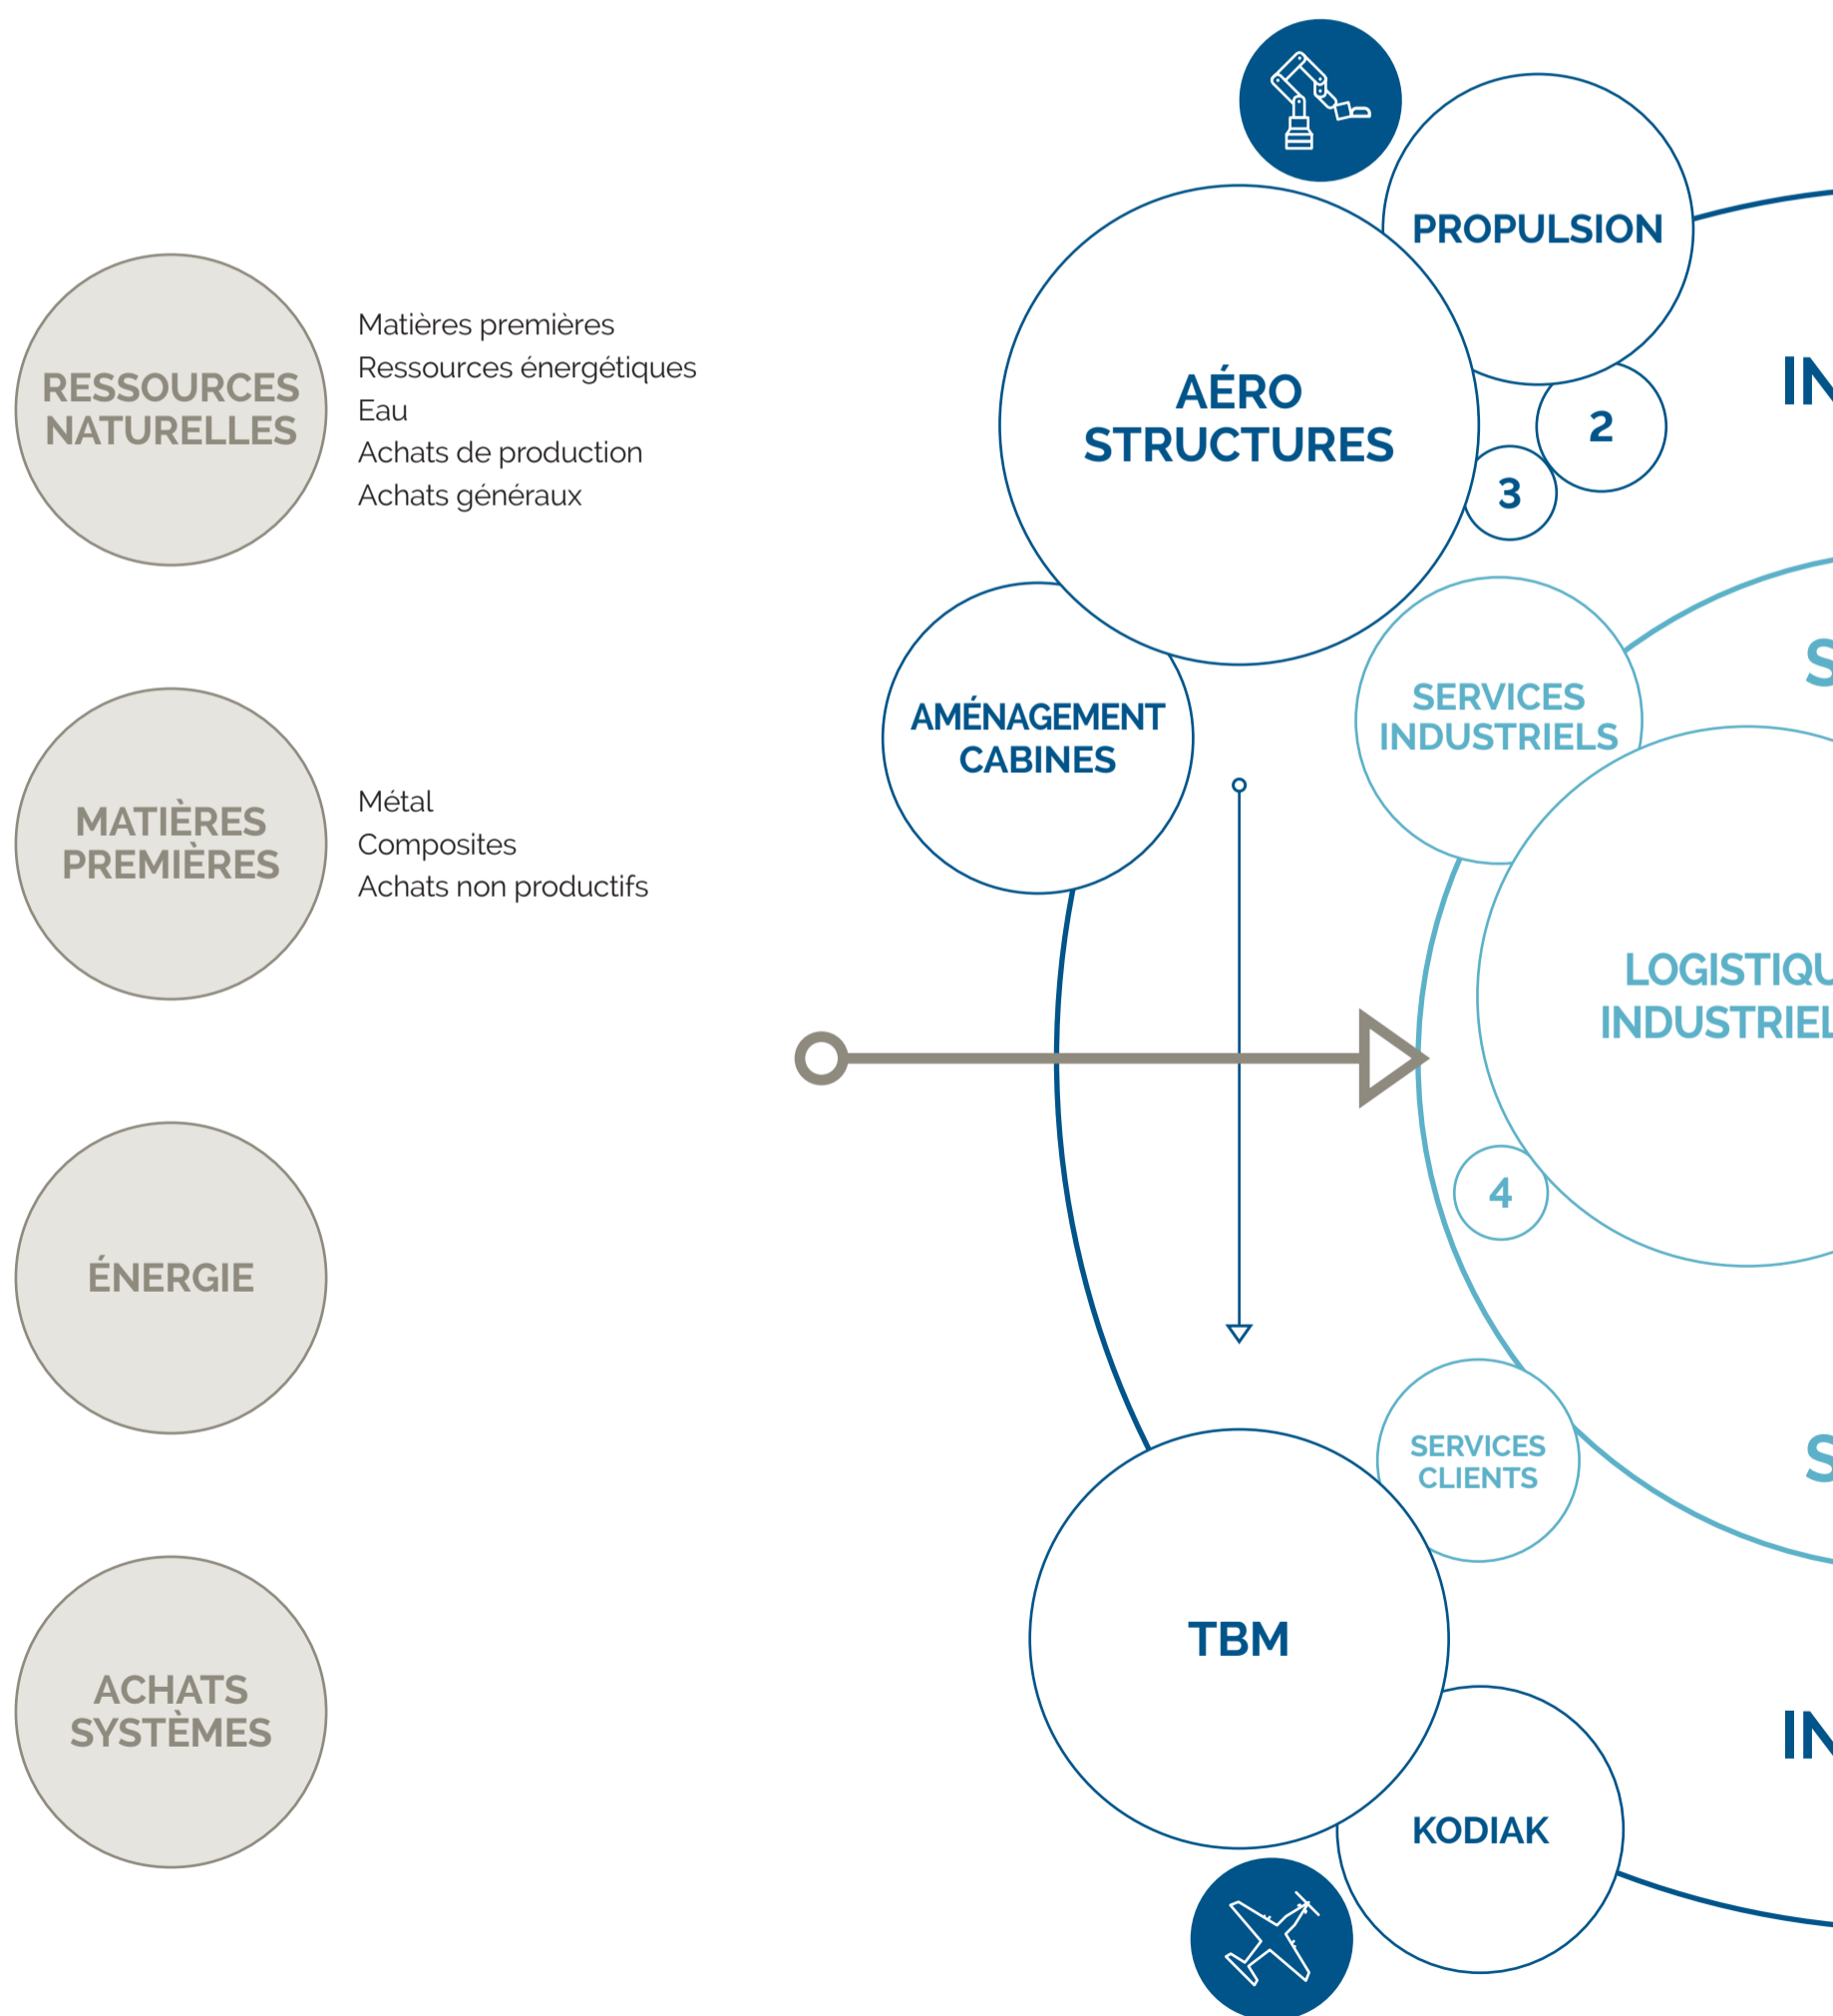 RESSOURCES
NATURELLES
Matières premières
Ressources énergétiques
Eau
Achats de production
Achats généraux
MATIÈRES
PREMIÈRES
Métal
Composites
Achats non productifs
ÉNERGIE
ACHATS
SYSTÈMES
PROPULSION
AÉRO
STRUCTURES
2
3
AMÉNAGEMENT
CABINES
SERVICES
INDUSTRIELS
4
SERVICES
CLIENTS
TBM
KODIAK